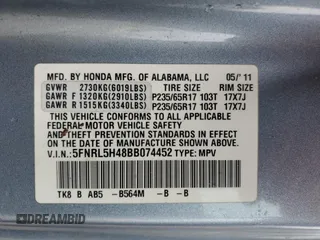 MFD. BY HONDA MFG. OF ALABAMA, LLC 05/'11
GVWR 2730KG(6019LBS) TIRE SIZE RIM SIZE
GAWR F 1320KG(2910LBS) P235/65R17 103T 17X7J
GAWR R 1515KG(3340LBS) P235/65R17 103T 17X7J
THIS VEHICLE CONFORMS TO ALL APPLICABLE
FEDERAL MOTOR VEHICLE SAFETY AND
THEFT PREVENTION STANDARDS IN EFFECT
ON THE DATE OF MANUFACTURE SHOWN ABOVE.
V.I.N: 5FNRL5H48BB074452 TYPE: MPV
TK8 B AB5 -B564M -B -B
DREAMBID